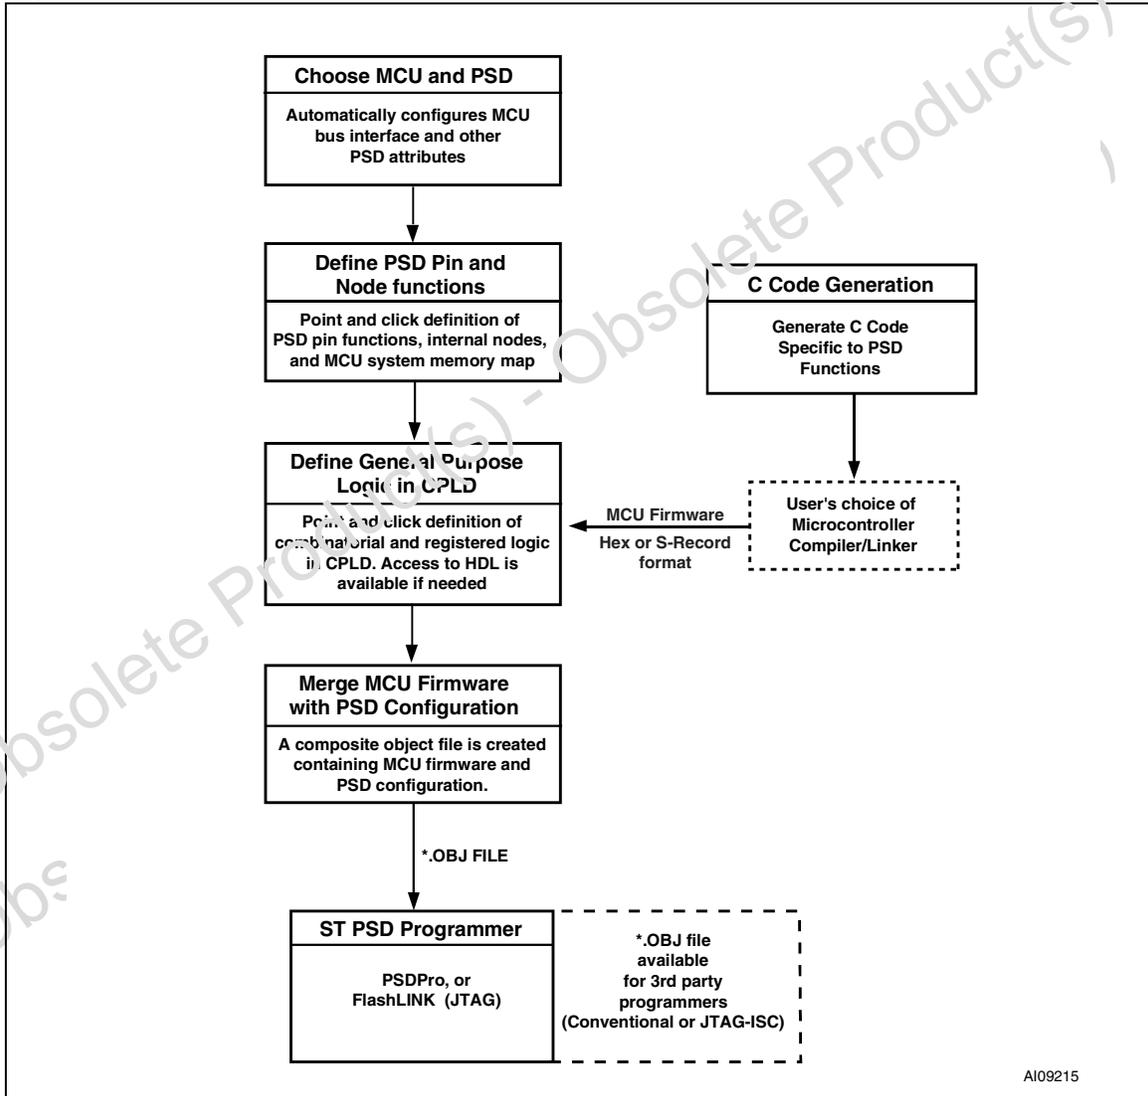 Choose MCU and PSD
Automatically configures MCU
bus interface and other
PSD attributes
Define PSD Pin and
Node functions
Point and click definition of
PSD pin functions, internal nodes,
and MCU system memory map
C Code Generation
Generate C Code
Specific to PSD
Functions
Define General Purpose
Logic in CPLD
Point and click definition of
combinatorial and registered logic
in CPLD. Access to HDL is
available if needed
MCU Firmware
Hex or S-Record
format
User's choice of
Microcontroller
Compiler/Linker
Merge MCU Firmware
with PSD Configuration
A composite object file is created
containing MCU firmware and
PSD configuration.
*.OBJ FILE
ST PSD Programmer
PSDPro, or
FlashLINK (JTAG)
*.OBJ file
available
for 3rd party
programmers
(Conventional or JTAG-ISC)
AI09215
Obsolete Product(s) - Obsolete Product(s)